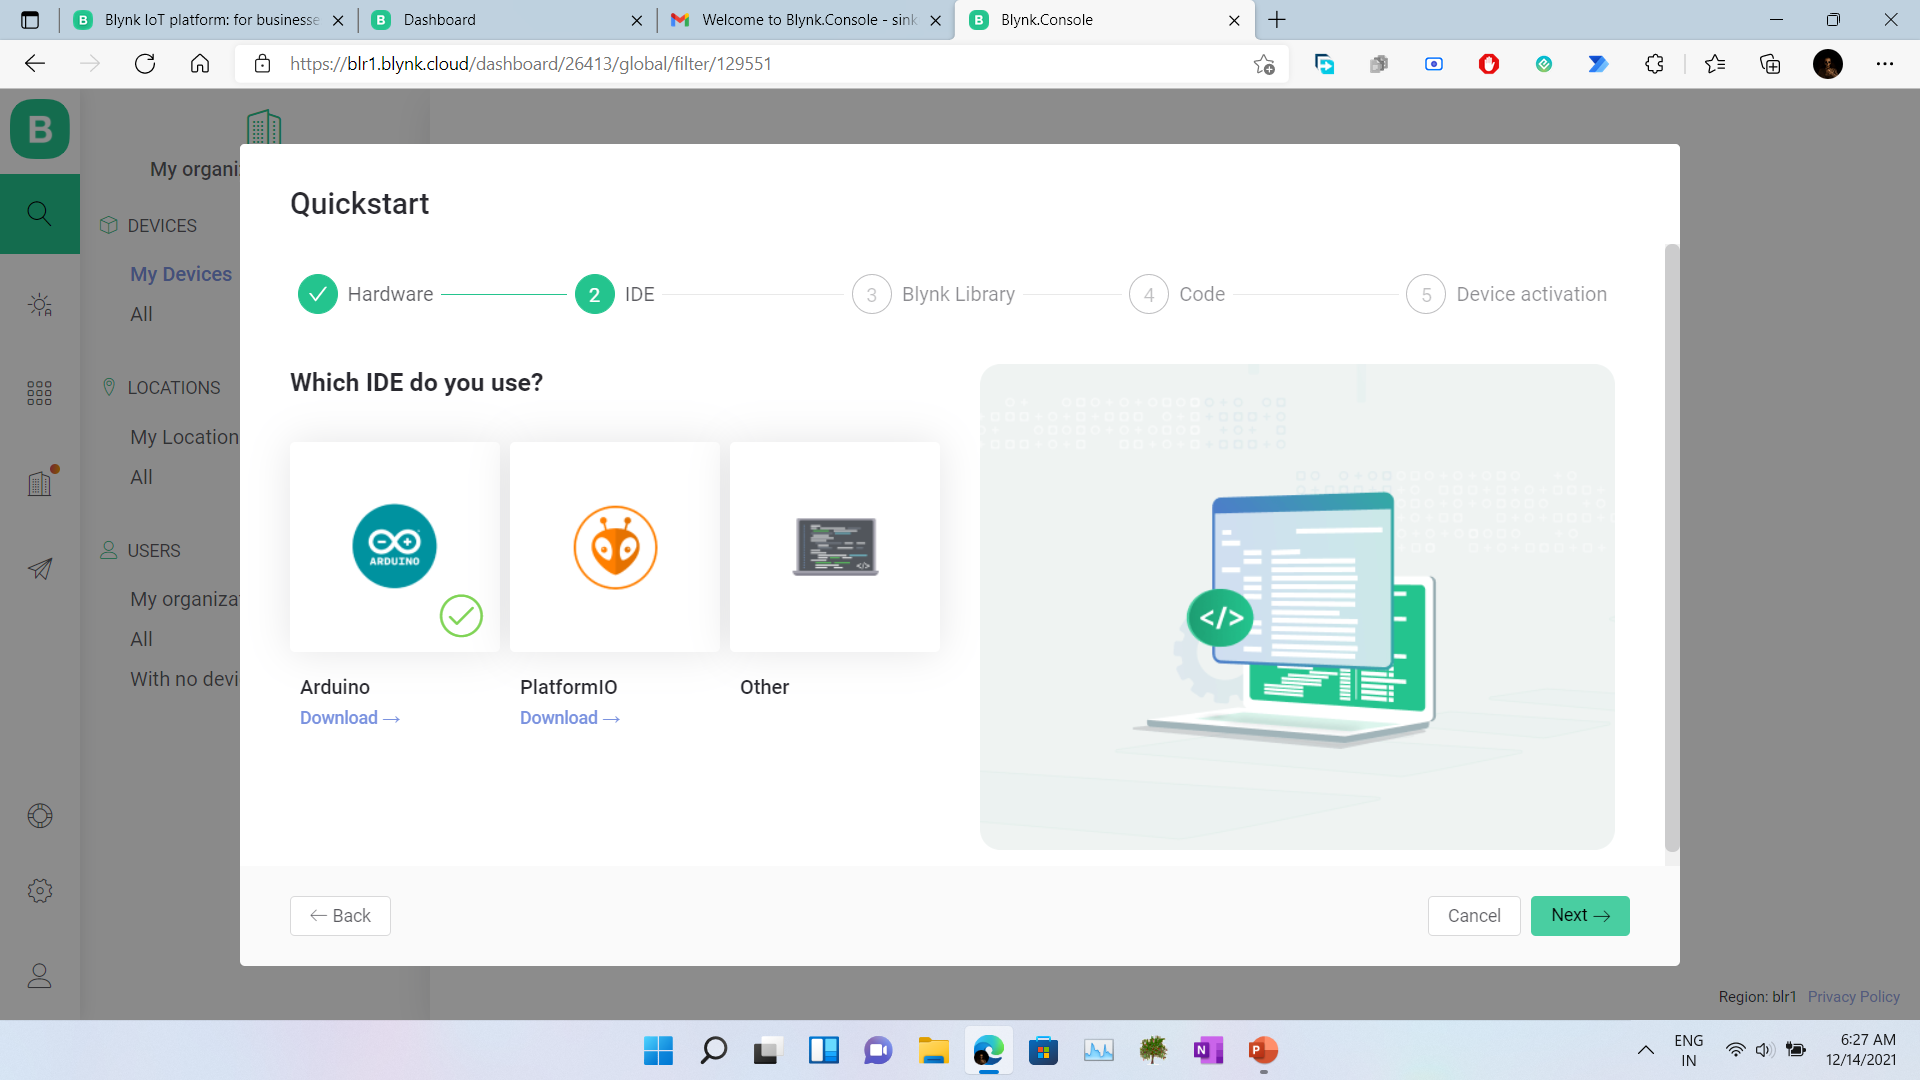 Blynk IoT platform: for businesse
Dashboard
Welcome to Blynk.Console - sink
Blynk.Console
https://blr1.blynk.cloud/dashboard/26413/global/filter/129551
B
My organiz
DEVICES
My Devices
All
LOCATIONS
My Location
All
USERS
My organizat
All
With no devi
Quickstart
Hardware
2 IDE
3 Blynk Library
4 Code
5 Device activation
Which IDE do you use?
ARDUINO
</>
Arduino
PlatformIO
Other
Download →
Download →
← Back
Cancel
Next →
Region: blr1 Privacy Policy
ENG
IN
6:27 AM
12/14/2021